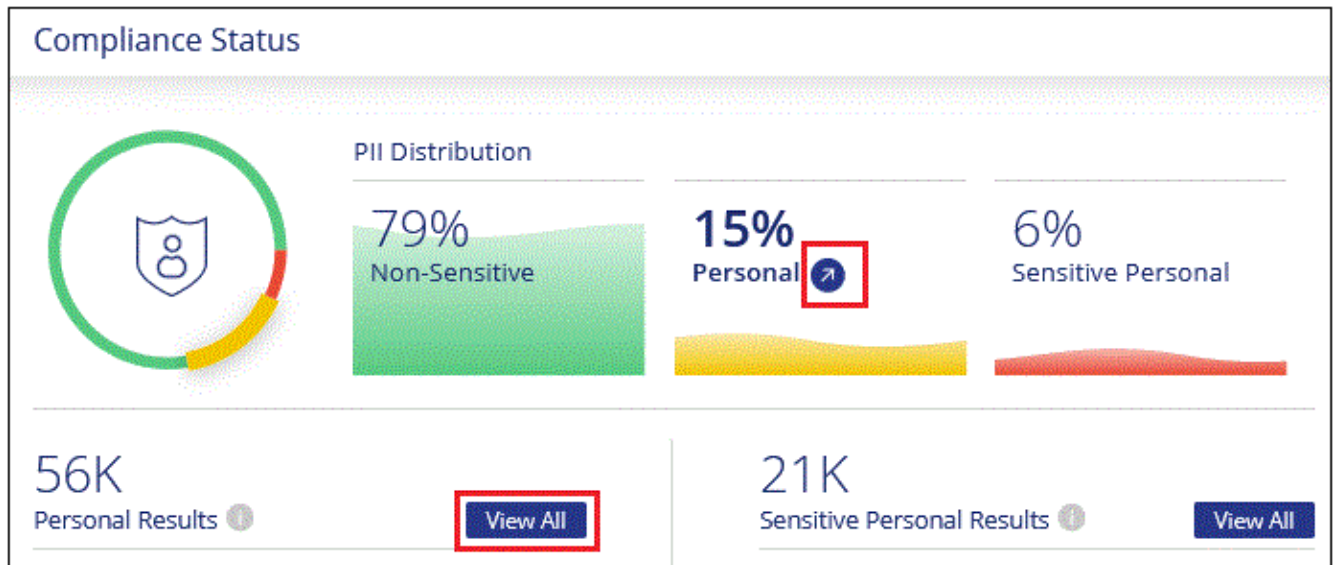 Compliance Status
PII Distribution
79%
Non-Sensitive
15%
Personal
6%
Sensitive Personal
56K
Personal Results
View All
21K
Sensitive Personal Results
View All